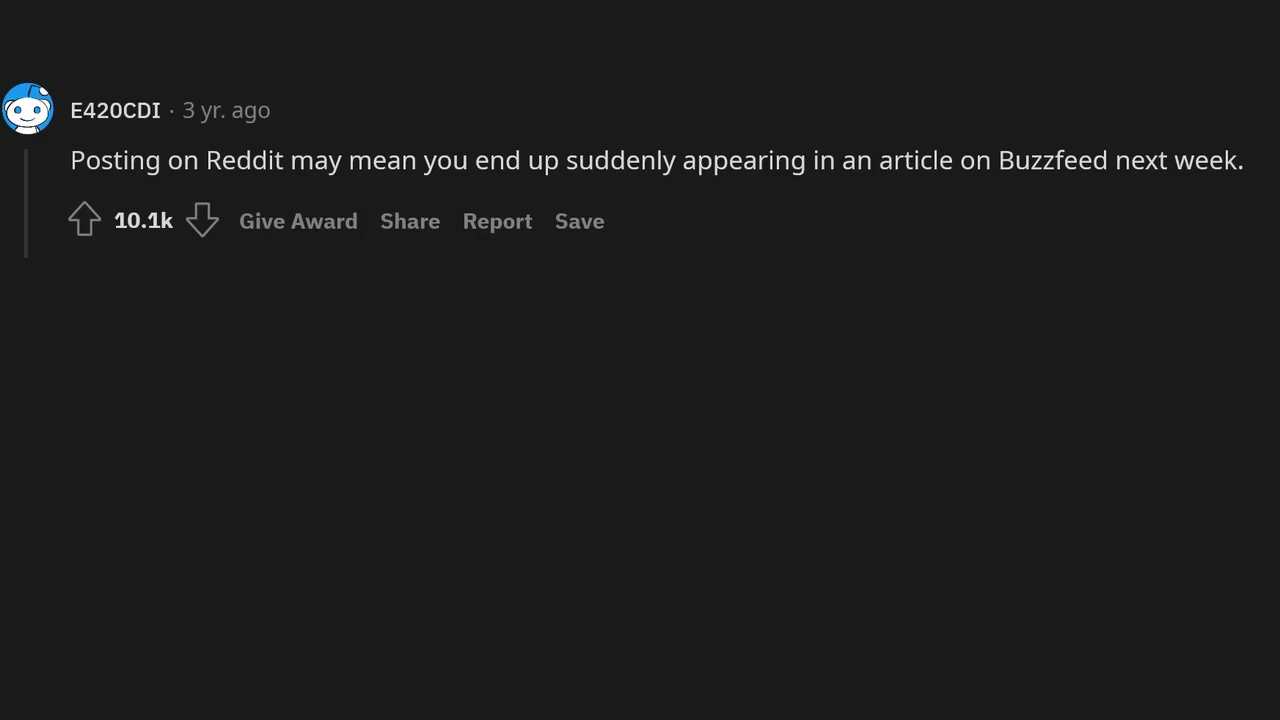 E420CDI · 3 yr. ago
Posting on Reddit may mean you end up suddenly appearing in an article on Buzzfeed next week.
10.1k Give Award Share Report Save